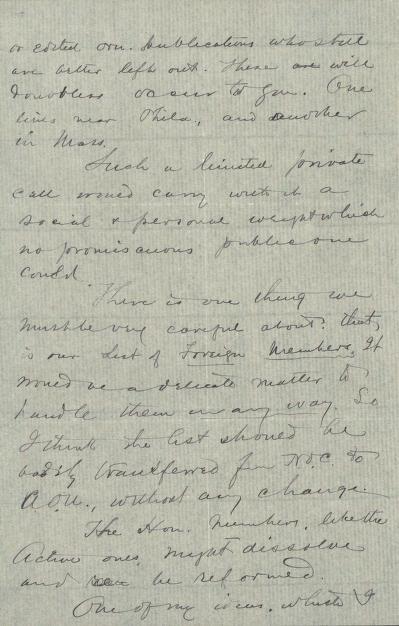 or edited orn. publications who still
are better left out. These are will
doubtless occur to you. One
lives near Phila., and another
in Mass.
Such a limited private
call would carry with it a
social & personal weight which
no promiscuous public one
could.
There is one thing we
must be very careful about: that
is our list of Foreign Members. It
would be a delicate matter to
handle them in any way. So
I think the list should be
bodily transferred from N.O.C. to
A.O.U., without any change.
The Hon. Members, like the
Active ones, might dissolve
and be reformed.
One of my ideas, which I